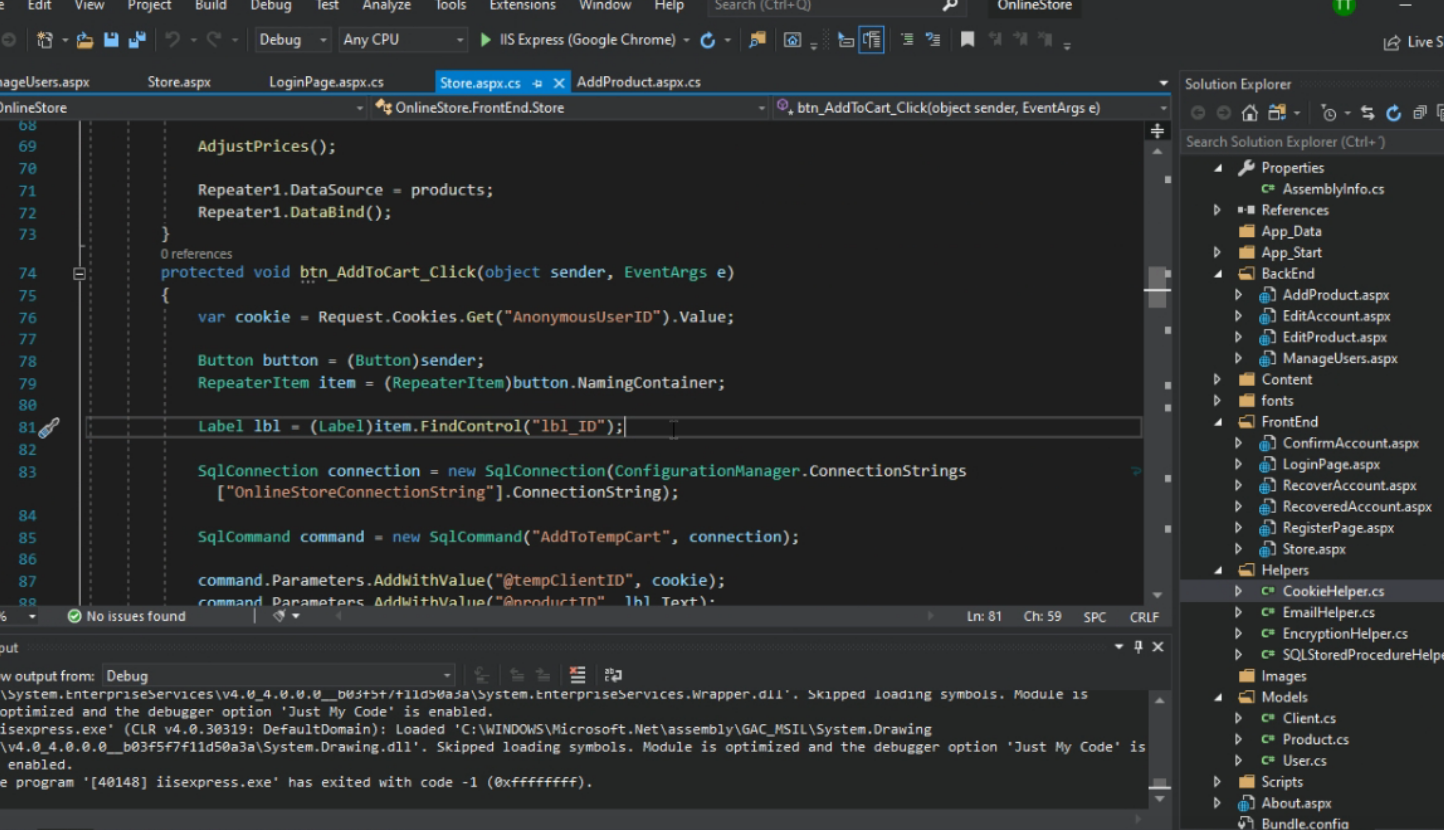 Edit View Project Build Debug Test Analyze Tools Extensions Window Help Search (Ctrl+Q) OnlineStore TT
Debug Any CPU IIS Express (Google Chrome) Live S
nageUsers.aspx Store.aspx LoginPage.aspx.cs Store.aspx.cs AddProduct.aspx.cs
OnlineStore OnlineStore.FrontEnd.Store btn_AddToCart_Click(object sender, EventArgs e)
68
69 AdjustPrices();
70
71 Repeater1.DataSource = products;
72 Repeater1.DataBind();
73 }
0 references
74 protected void btn_AddToCart_Click(object sender, EventArgs e)
75 {
76 var cookie = Request.Cookies.Get("AnonymousUserID").Value;
77
78 Button button = (Button)sender;
79 RepeaterItem item = (RepeaterItem)button.NamingContainer;
80
81 Label lbl = (Label)item.FindControl("lbl_ID");
82
83 SqlConnection connection = new SqlConnection(ConfigurationManager.ConnectionStrings
["OnlineStoreConnectionString"].ConnectionString);
84
85 SqlCommand command = new SqlCommand("AddToTempCart", connection);
86
87 command.Parameters.AddWithValue("@tempClientID", cookie);
88 command.Parameters.AddWithValue("@productID", lbl.Text);
% No issues found Ln: 81 Ch: 59 SPC CRLF
put
w output from: Debug
\System.EnterpriseServices\v4.0_4.0.0.0__b03f5f7f11d50a3a\System.EnterpriseServices.Wrapper.dll'. Skipped loading symbols. Module is
optimized and the debugger option 'Just My Code' is enabled.
iisexpress.exe' (CLR v4.0.30319: DefaultDomain): Loaded 'C:\WINDOWS\Microsoft.Net\assembly\GAC_MSIL\System.Drawing
\v4.0_4.0.0.0__b03f5f7f11d50a3a\System.Drawing.dll'. Skipped loading symbols. Module is optimized and the debugger option 'Just My Code' is
enabled.
e program '[40148] iisexpress.exe' has exited with code -1 (0xffffffff).
Solution Explorer
Search Solution Explorer (Ctrl+¨)
Properties
AssemblyInfo.cs
References
App_Data
App_Start
BackEnd
AddProduct.aspx
EditAccount.aspx
EditProduct.aspx
ManageUsers.aspx
Content
fonts
FrontEnd
ConfirmAccount.aspx
LoginPage.aspx
RecoverAccount.aspx
RecoveredAccount.aspx
RegisterPage.aspx
Store.aspx
Helpers
CookieHelper.cs
EmailHelper.cs
EncryptionHelper.cs
SQLStoredProcedureHelpe
Images
Models
Client.cs
Product.cs
User.cs
Scripts
About.aspx
Bundle.config